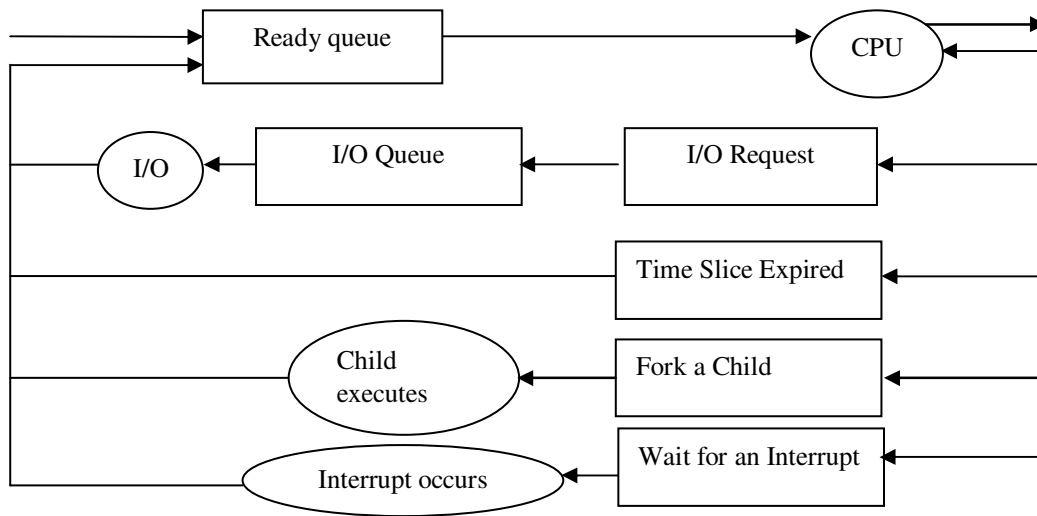 Ready queue
CPU
I/O
I/O Queue
I/O Request
Time Slice Expired
Child
executes
Fork a Child
Interrupt occurs
Wait for an Interrupt